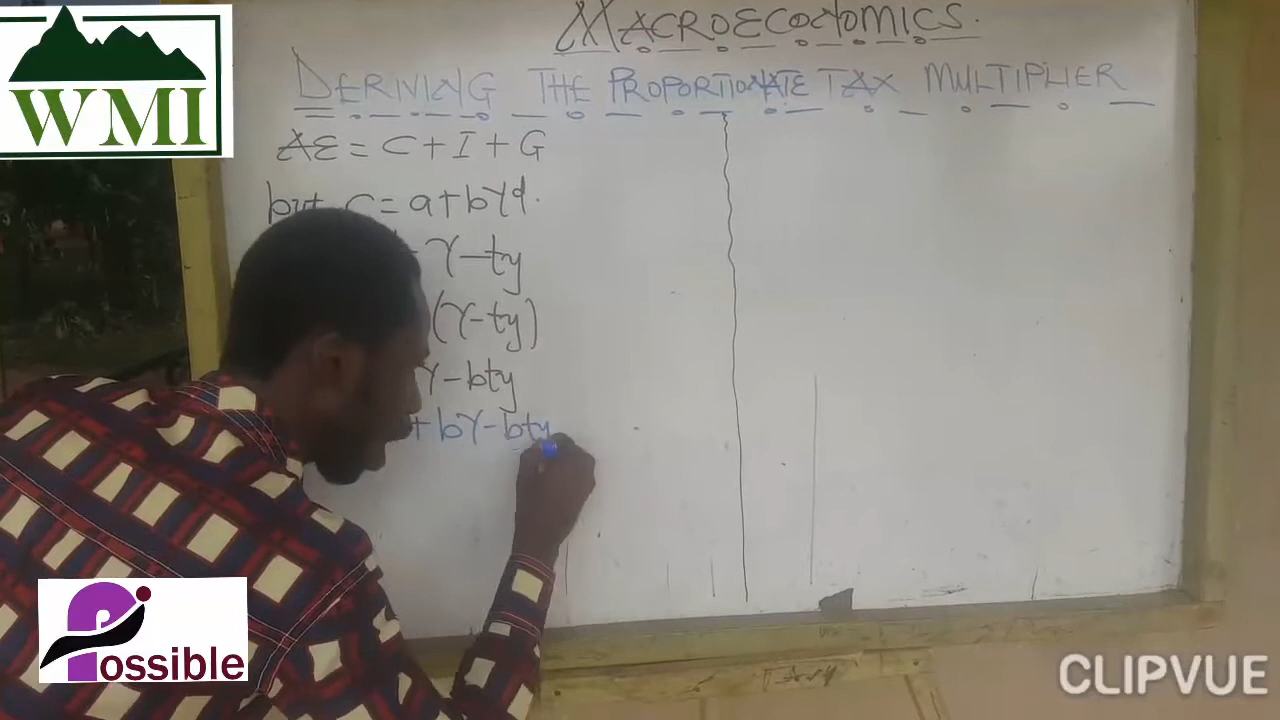 MACROECONOMICS.
DERIVING THE PROPORTIONATE TAX MULTIPLIER
WMI
AE = C + I + G
but C = a + bYd.
Y - ty
(Y - ty)
Y - bty
+ bY - bty
Possible
CLIPVUE